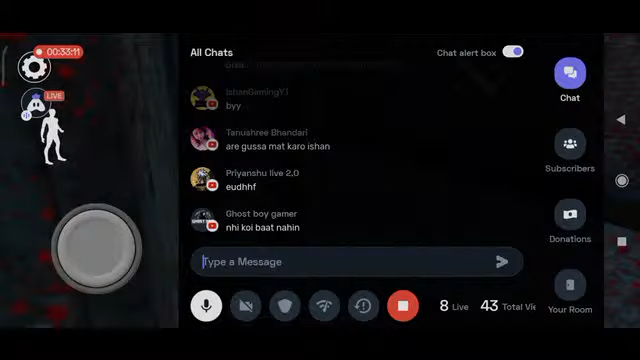 00:33:11
All Chats
Chat alert box
LIVE
IshanGamingYT
byy
Tanushree Bhandari
are gussa mat karo ishan
Priyanshu live 2.0
eudhhf
Ghost boy gamer
nhi koi baat nahin
Type a Message
Chat
Subscribers
Donations
Your Room
8 Live
43 Total Vie